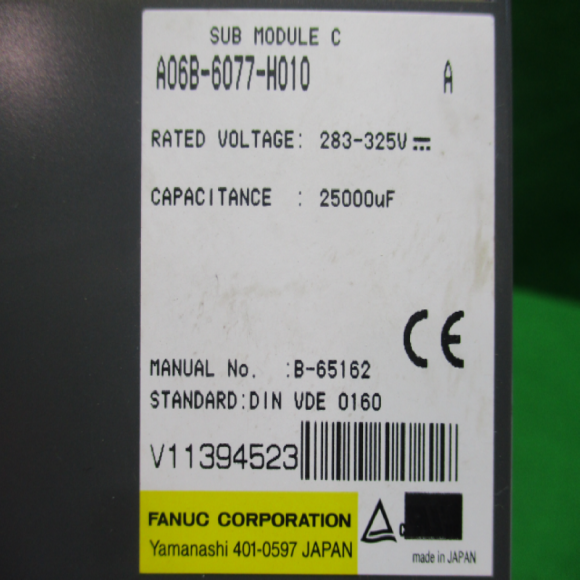 SUB MODULE C
A06B-6077-H010 A
RATED VOLTAGE: 283-325V⎓
CAPACITANCE : 25000uF
CE
MANUAL No. :B-65162
STANDARD:DIN VDE 0160
V11394523
FANUC CORPORATION
Yamanashi 401-0597 JAPAN
made in JAPAN